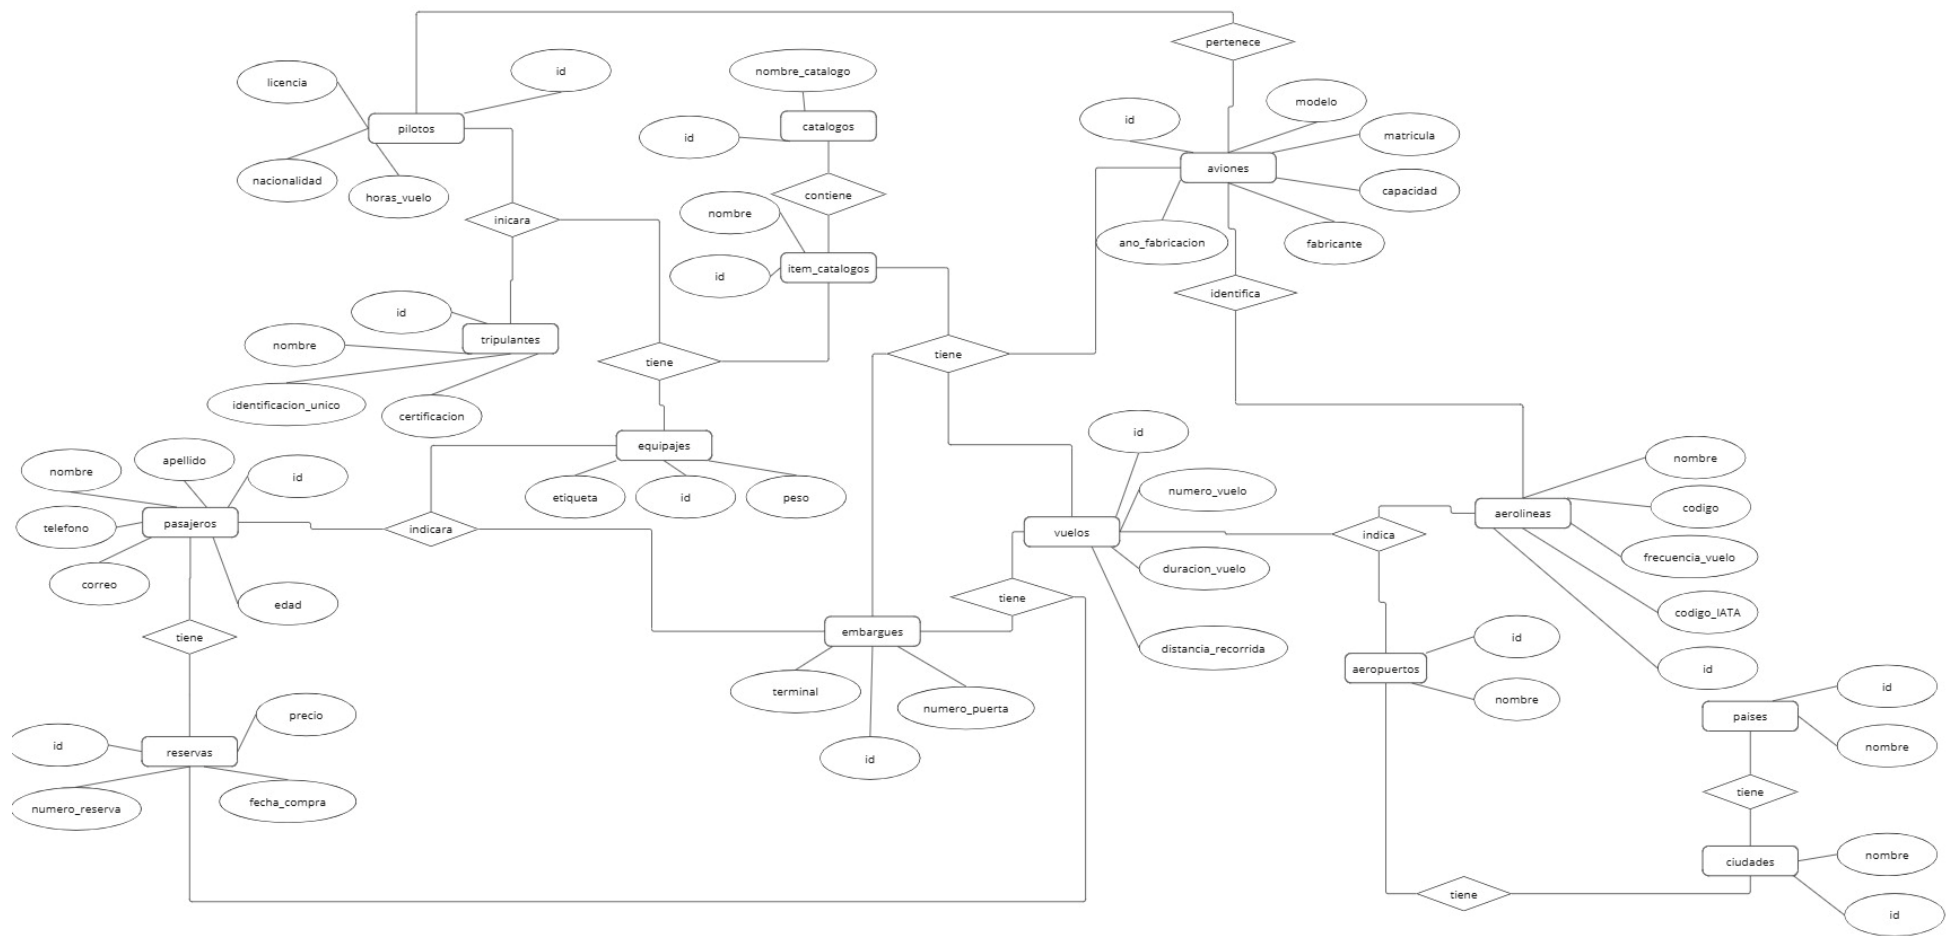 pertenece
licencia
id
nombre_catalogo
pilotos
catalogos
id
nacionalidad
horas_vuelo
id
modelo
matricula
aviones
capacidad
ano_fabricacion
fabricante
contiene
nombre
item_catalogos
id
inicara
identifica
id
nombre
tripulantes
identificacion_unico
certificacion
tiene
tiene
equipajes
etiqueta
id
peso
nombre
apellido
id
telefono
pasajeros
correo
edad
indicara
tiene
id
numero_vuelo
vuelos
duracion_vuelo
distancia_recorrida
indica
nombre
codigo
aerolineas
frecuencia_vuelo
codigo_IATA
id
tiene
embargues
terminal
numero_puerta
id
aeropuertos
id
nombre
paises
id
nombre
precio
id
reservas
numero_reserva
fecha_compra
tiene
ciudades
nombre
id
tiene